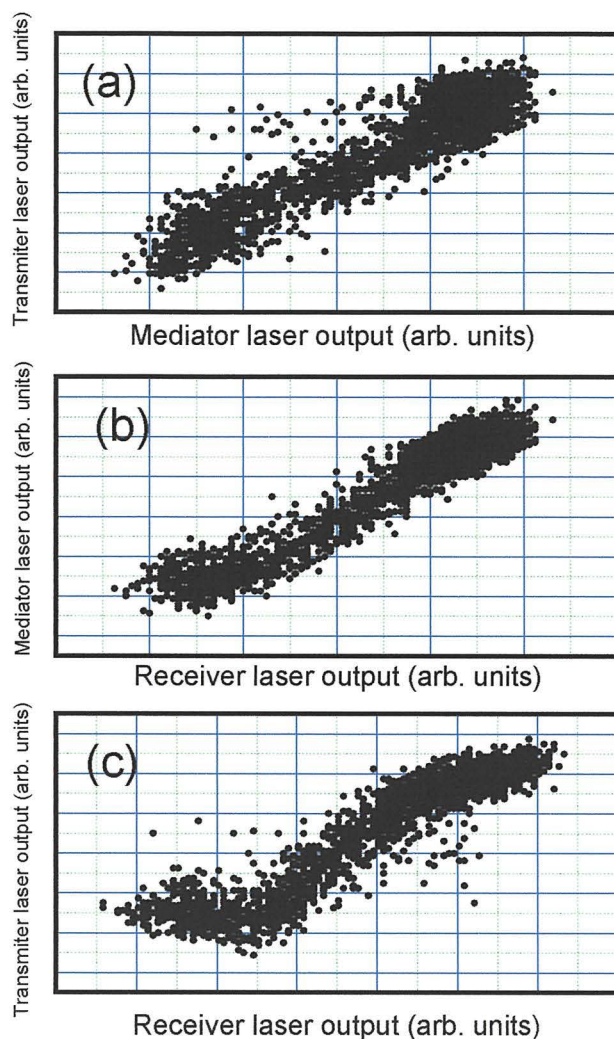 (a)
Transmiter laser output (arb. units)
Mediator laser output (arb. units)
(b)
Mediator laser output (arb. units)
Receiver laser output (arb. units)
(c)
Transmiter laser output (arb. units)
Receiver laser output (arb. units)